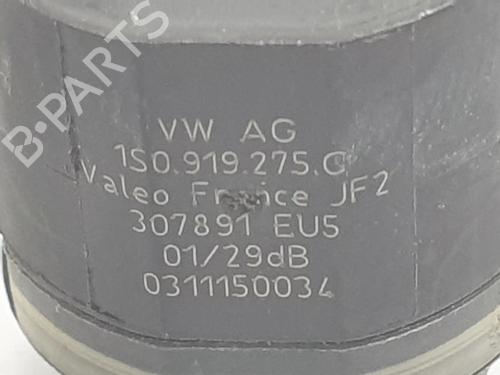 B-PARTS
VW AG
1S0.919.275.C
Valeo France JF2
307891 EU5
01/29dB
0311150034